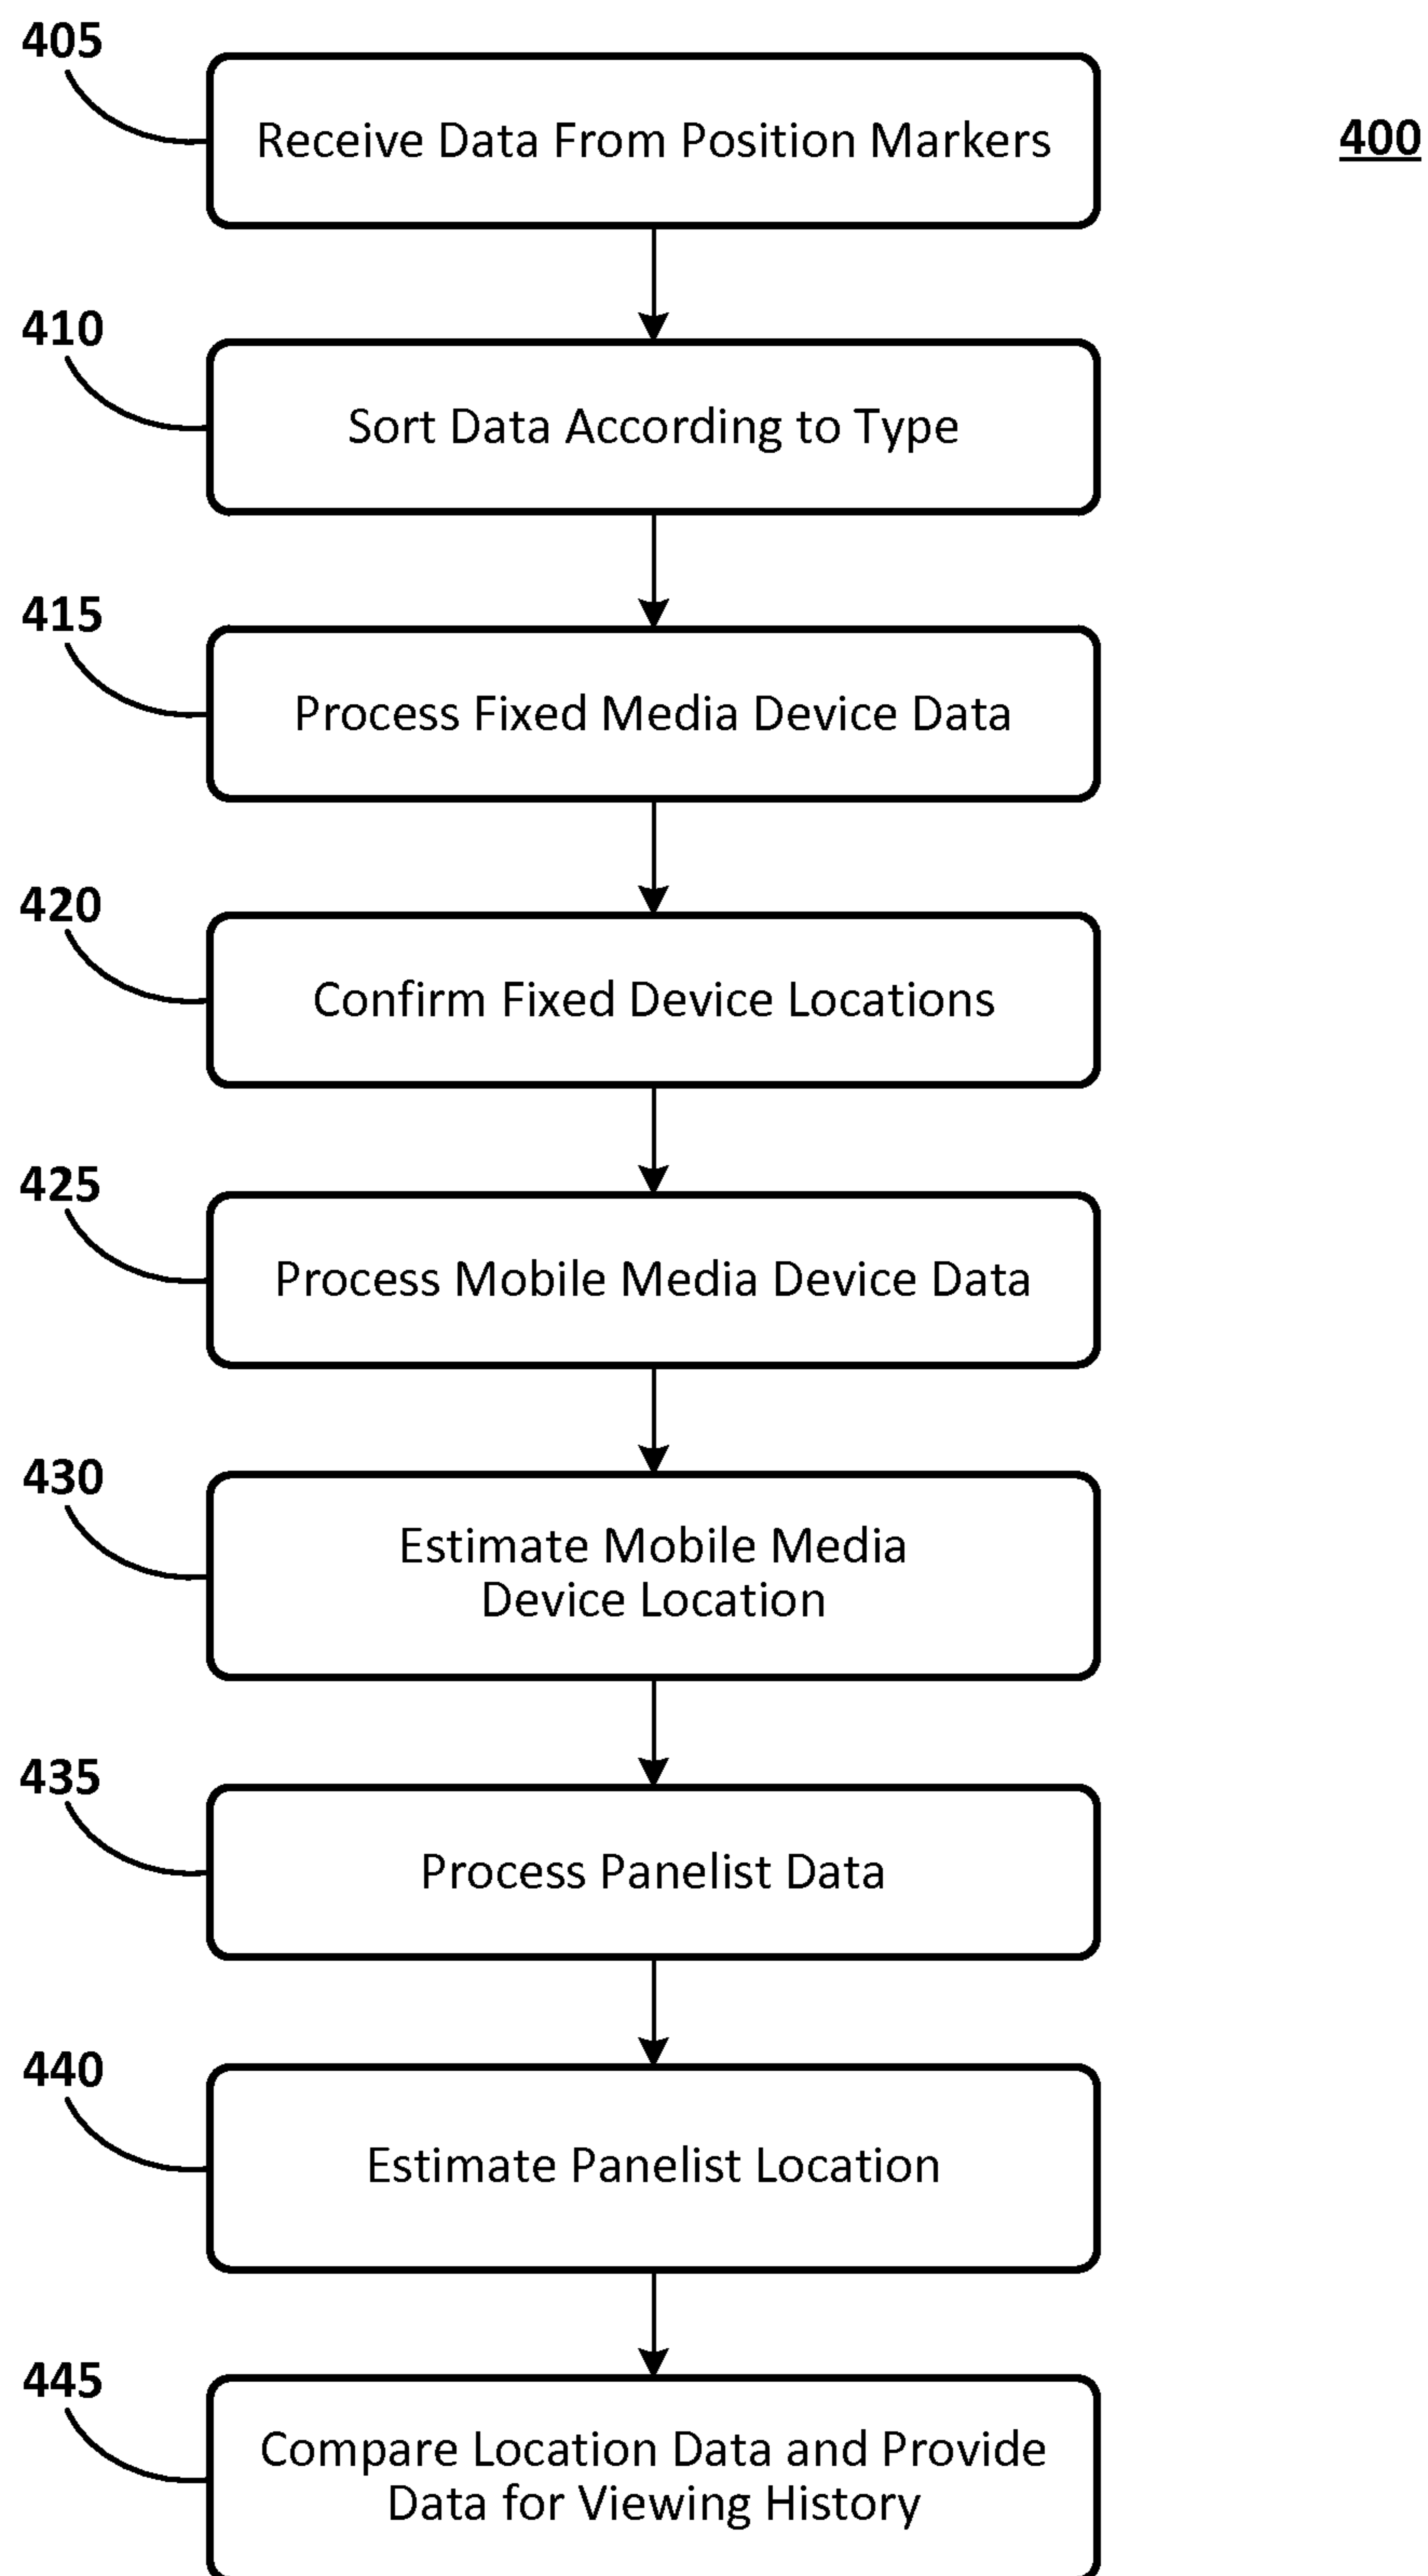 405
Receive Data From Position Markers
400
410
Sort Data According to Type
415
Process Fixed Media Device Data
420
Confirm Fixed Device Locations
425
Process Mobile Media Device Data
430
Estimate Mobile Media
Device Location
435
Process Panelist Data
440
Estimate Panelist Location
445
Compare Location Data and Provide
Data for Viewing History